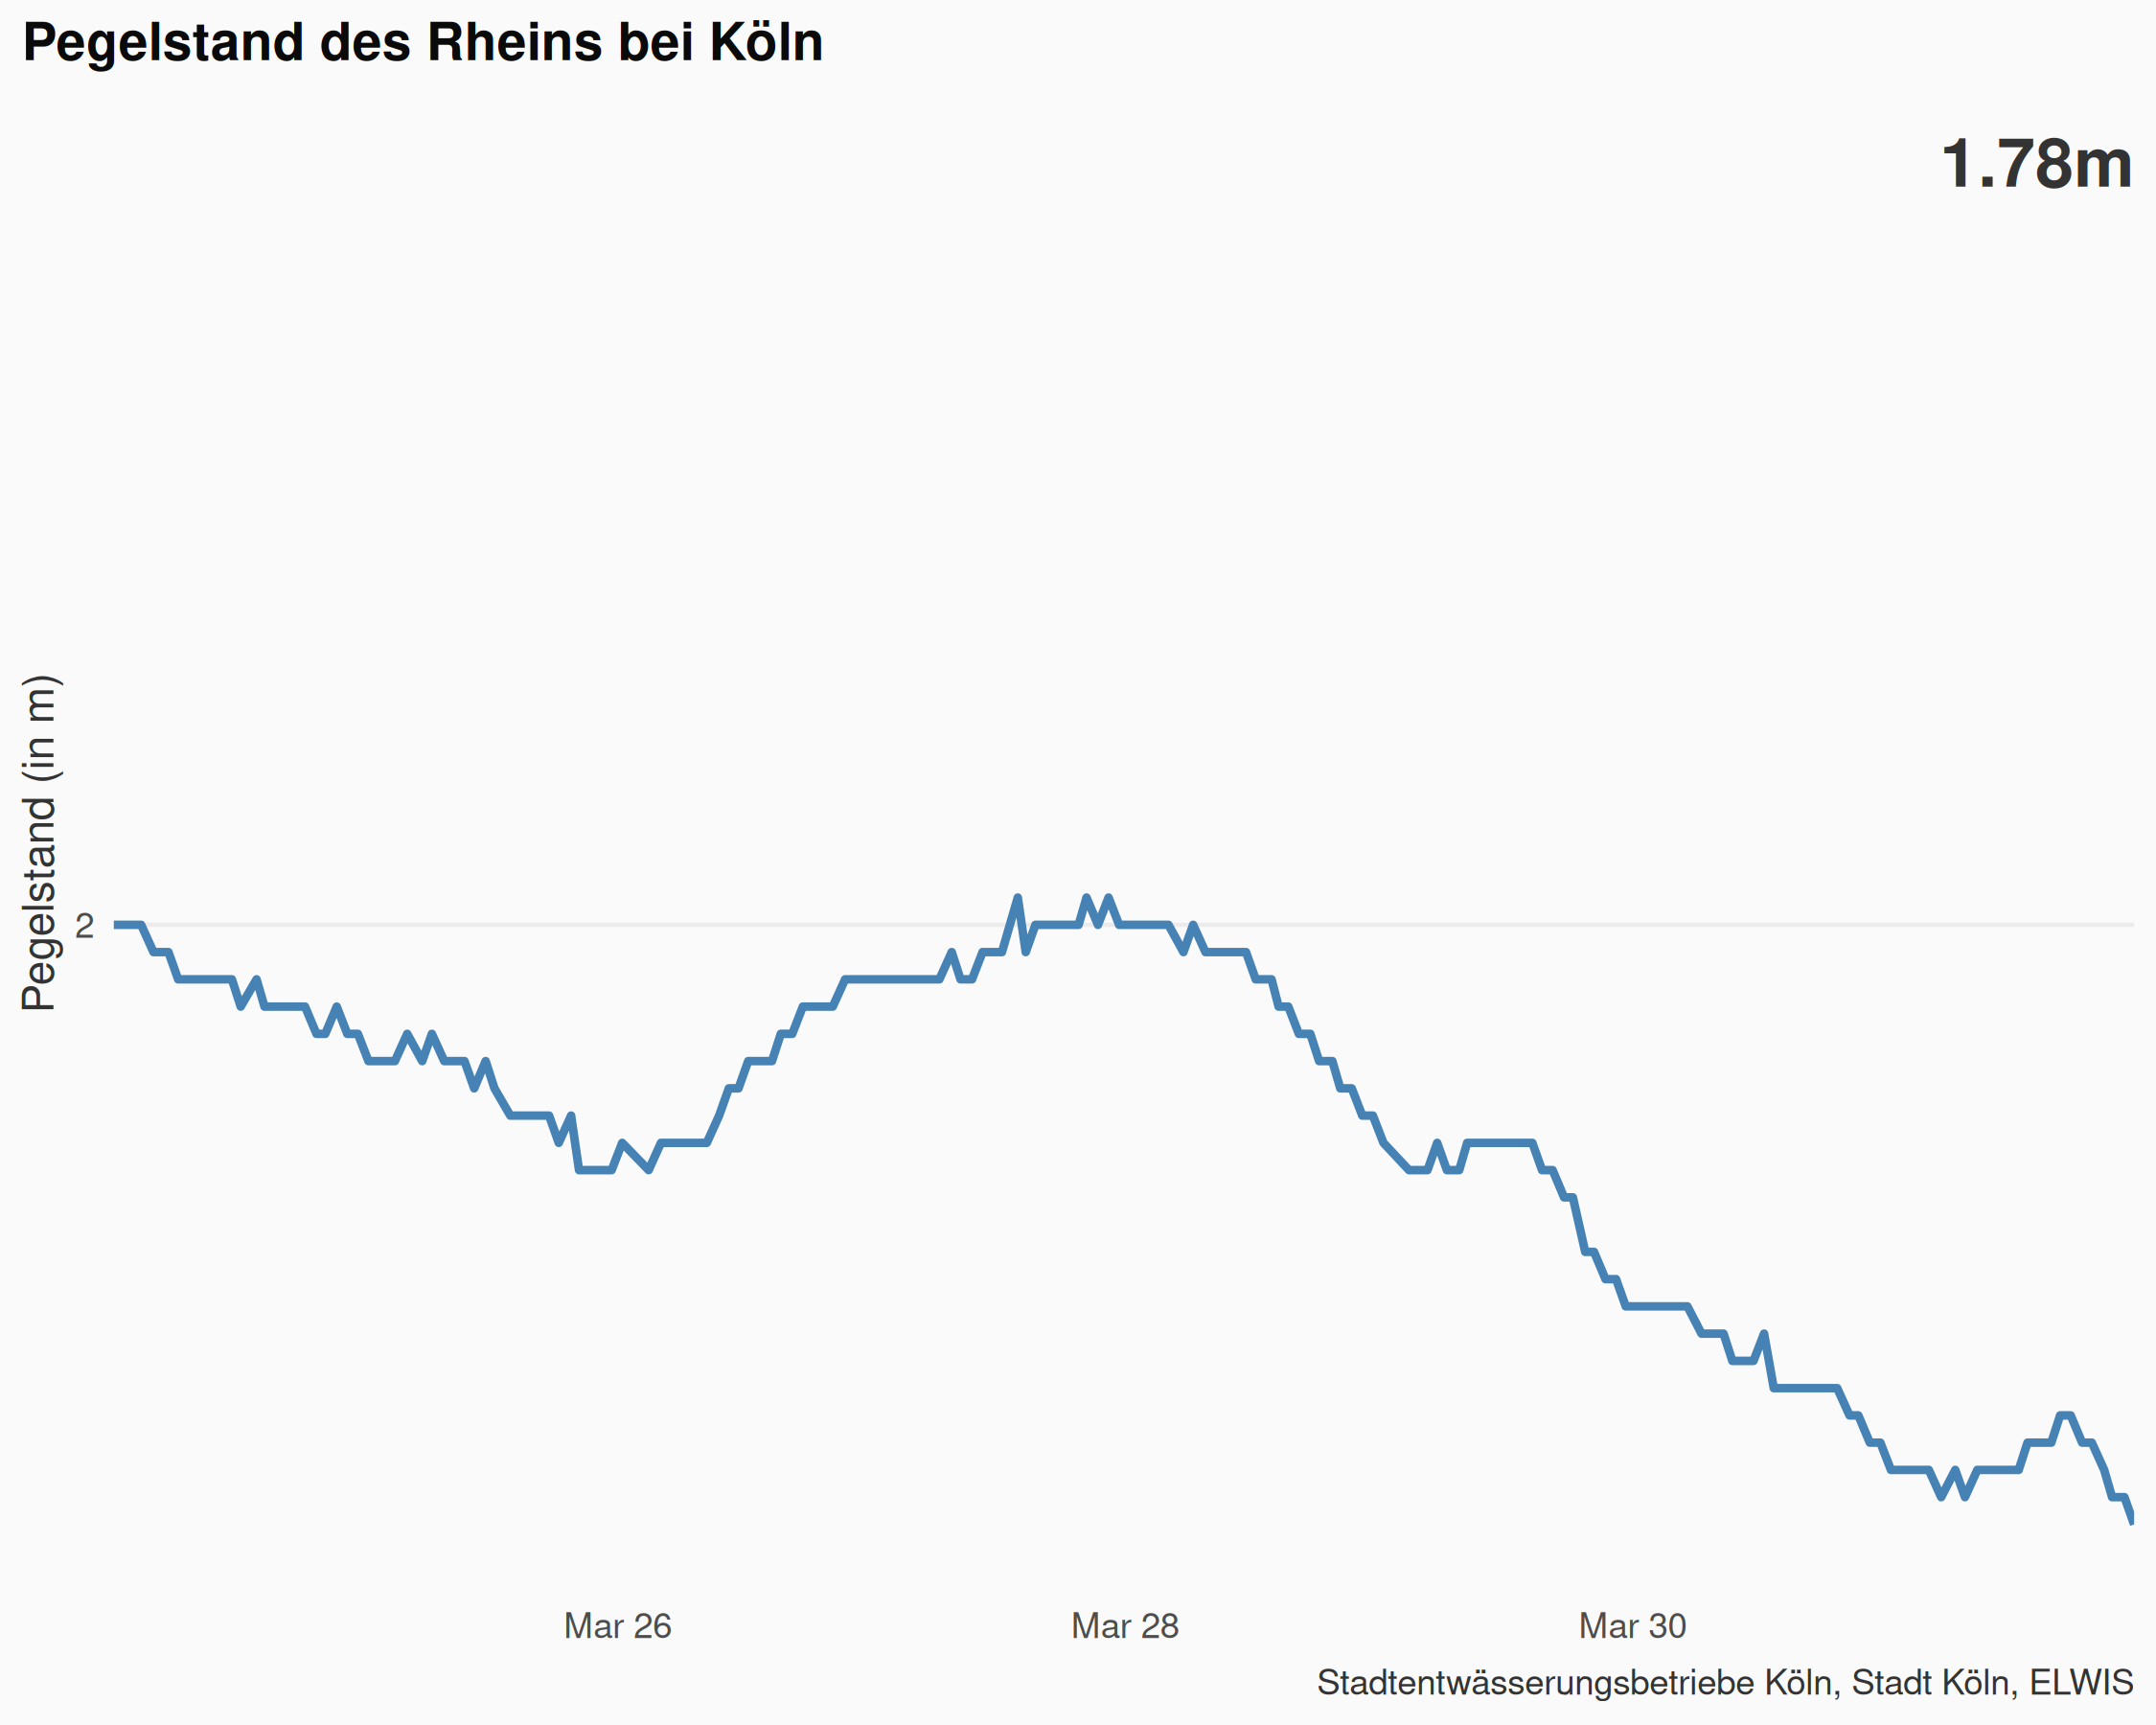 Pegelstand des Rheins bei Köln
1.78m
Pegelstand (in m)
2
Mar 26
Mar 28
Mar 30
Stadtentwässerungsbetriebe Köln, Stadt Köln, ELWIS